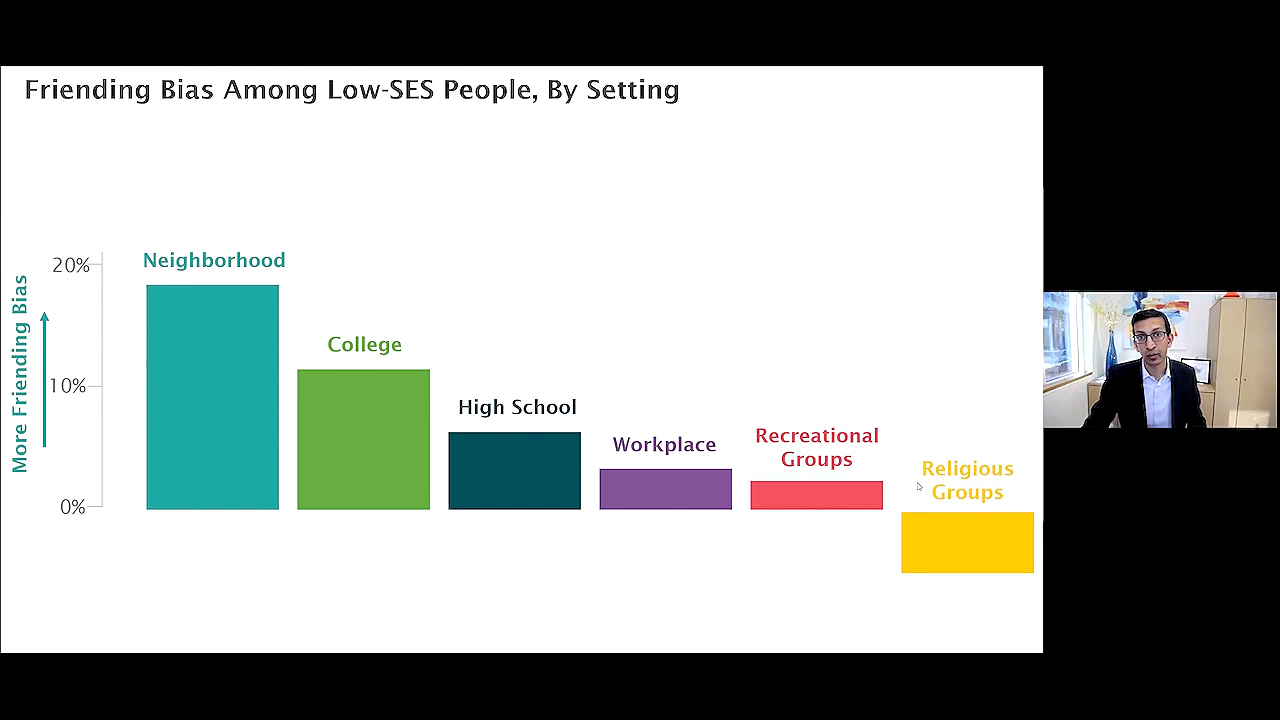 Friending Bias Among Low-SES People, By Setting
More Friending Bias
20%
10%
0%
Neighborhood
College
High School
Workplace
Recreational
Groups
Religious
Groups